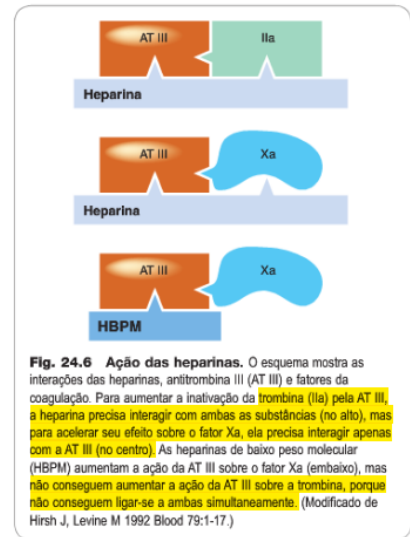 AT III
IIa
Heparina
AT III
Xa
Heparina
AT III
Xa
HBPM
Fig. 24.6 Ação das heparinas. O esquema mostra as
interações das heparinas, antitrombina III (AT III) e fatores da
coagulação. Para aumentar a inativação da trombina (IIa) pela AT III,
a heparina precisa interagir com ambas as substâncias (no alto), mas
para acelerar seu efeito sobre o fator Xa, ela precisa interagir apenas
com a AT III (no centro). As heparinas de baixo peso molecular
(HBPM) aumentam a ação da AT III sobre o fator Xa (embaixo), mas
não conseguem aumentar a ação da AT III sobre a trombina, porque
não conseguem ligar-se a ambas simultaneamente. (Modificado de
Hirsh J, Levine M 1992 Blood 79:1-17.)